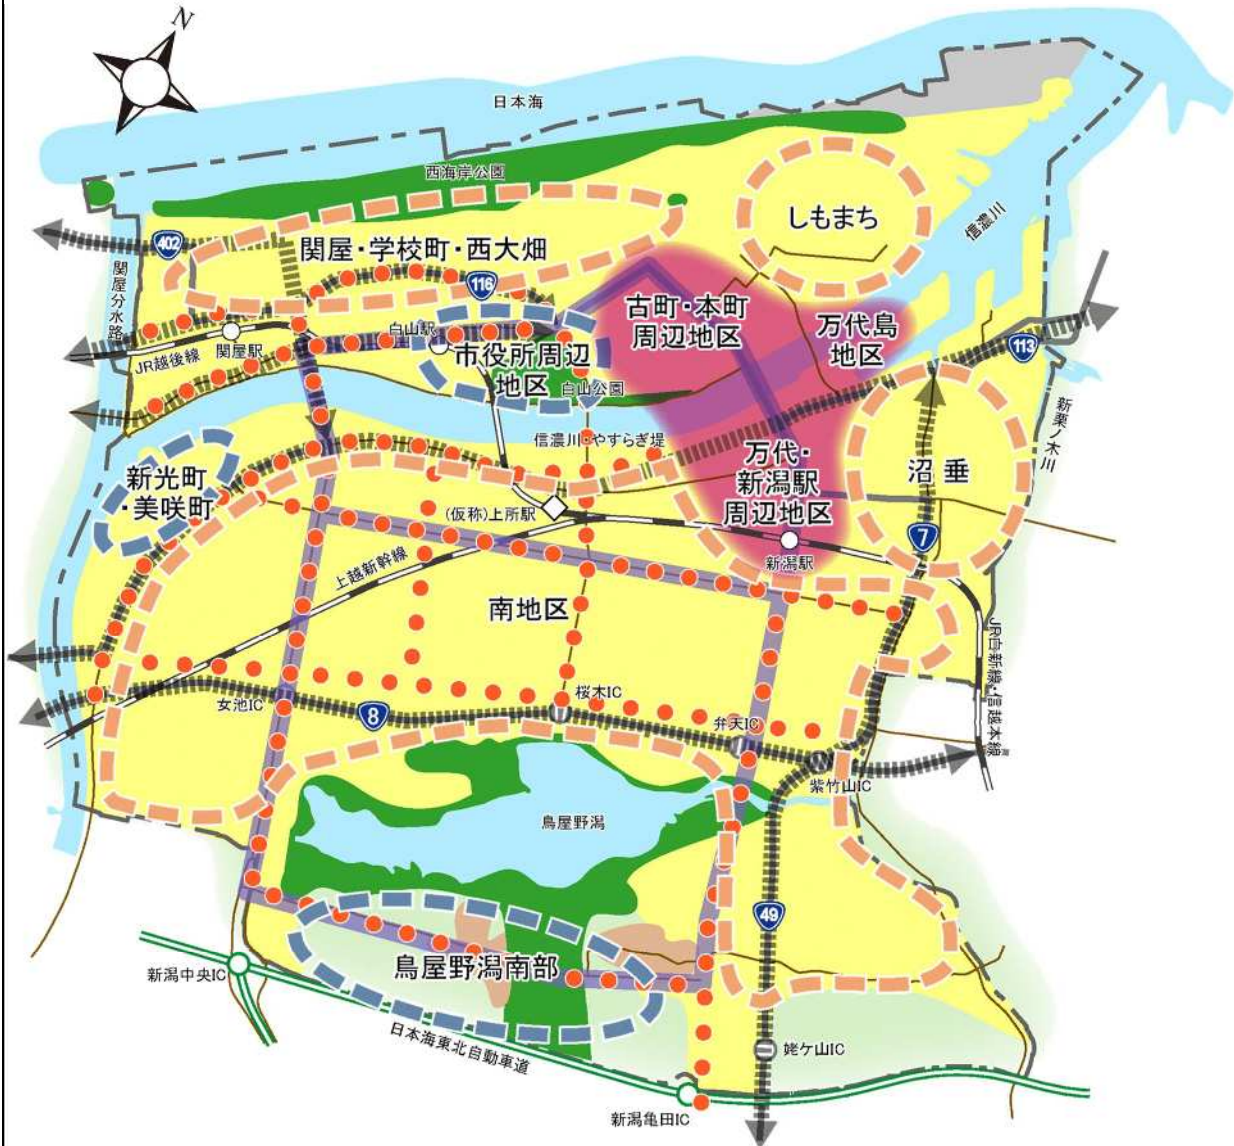 N
日本海
西海岸公園
しもまち
信濃川
402
関屋・学校町・西大畑
関屋分水路
116
古町・本町
周辺地区
万代島
地区
白山駅
関屋駅
JR越後線
市役所周辺
地区
白山公園
113
新栗ノ木川
信濃川・やすらぎ堤
万代・
新潟駅
周辺地区
沼垂
新光町
・美咲町
(仮称)上所駅
7
新潟駅
上越新幹線
南地区
JR白新線・信越本線
女池IC
8
桜木IC
弁天IC
紫竹山IC
鳥屋野潟
49
鳥屋野潟南部
新潟中央IC
日本海東北自動車道
姥ケ山IC
新潟亀田IC